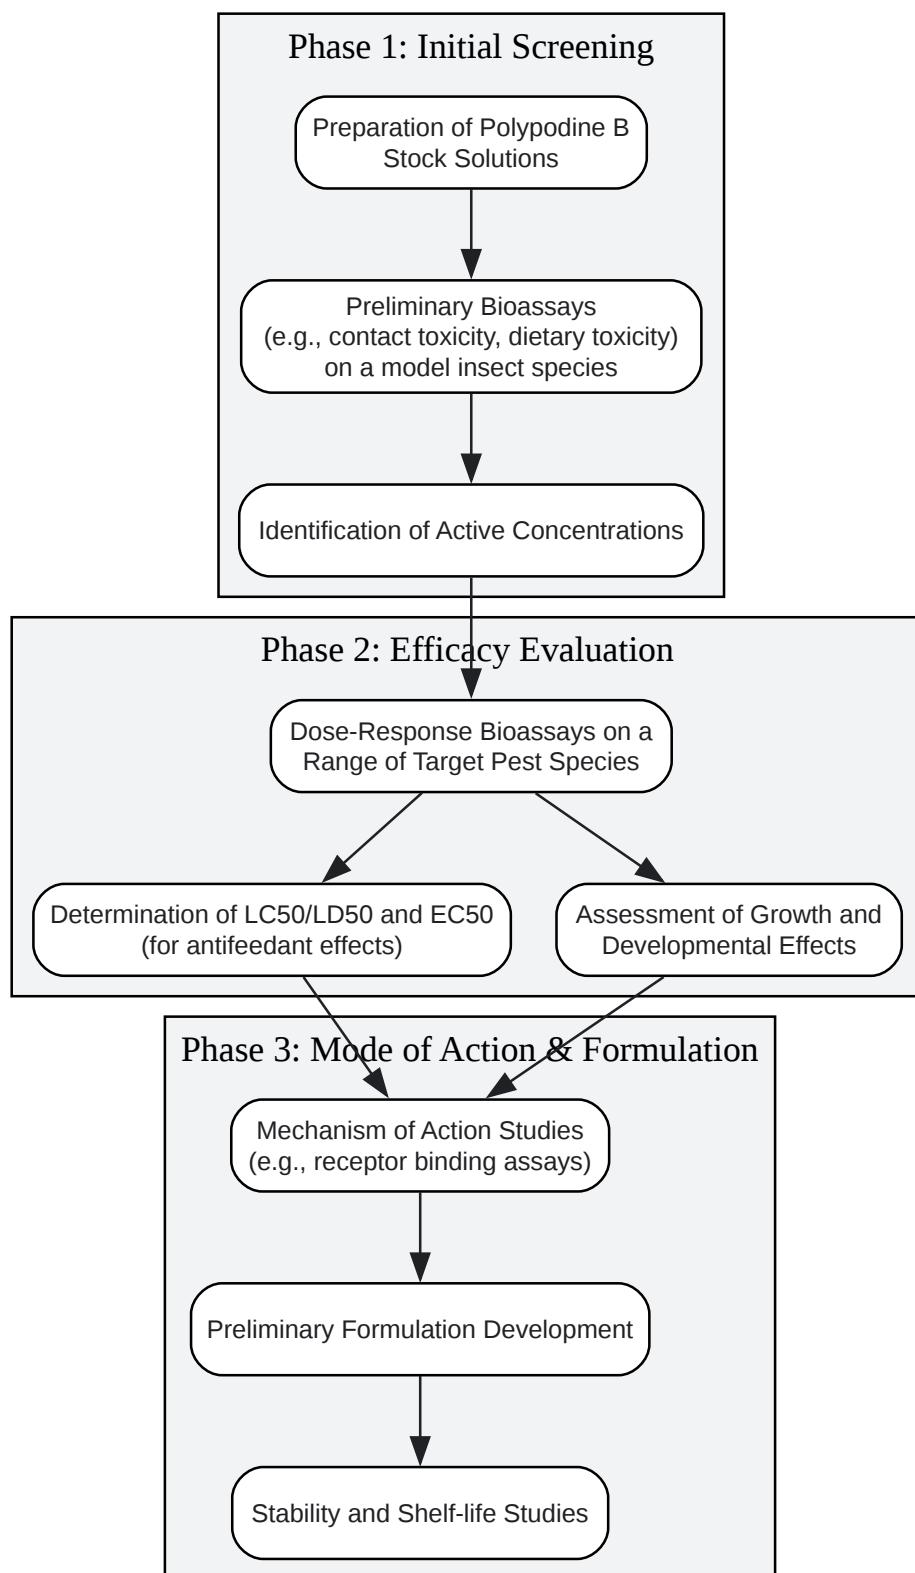 Phase 1: Initial Screening
Preparation of Polypodine B
Stock Solutions
Preliminary Bioassays
(e.g., contact toxicity, dietary toxicity)
on a model insect species
Identification of Active Concentrations
Phase 2: Efficacy Evaluation
Dose-Response Bioassays on a
Range of Target Pest Species
Determination of LC50/LD50 and EC50
(for antifeedant effects)
Assessment of Growth and
Developmental Effects
Phase 3: Mode of Action & Formulation
Mechanism of Action Studies
(e.g., receptor binding assays)
Preliminary Formulation Development
Stability and Shelf-life Studies